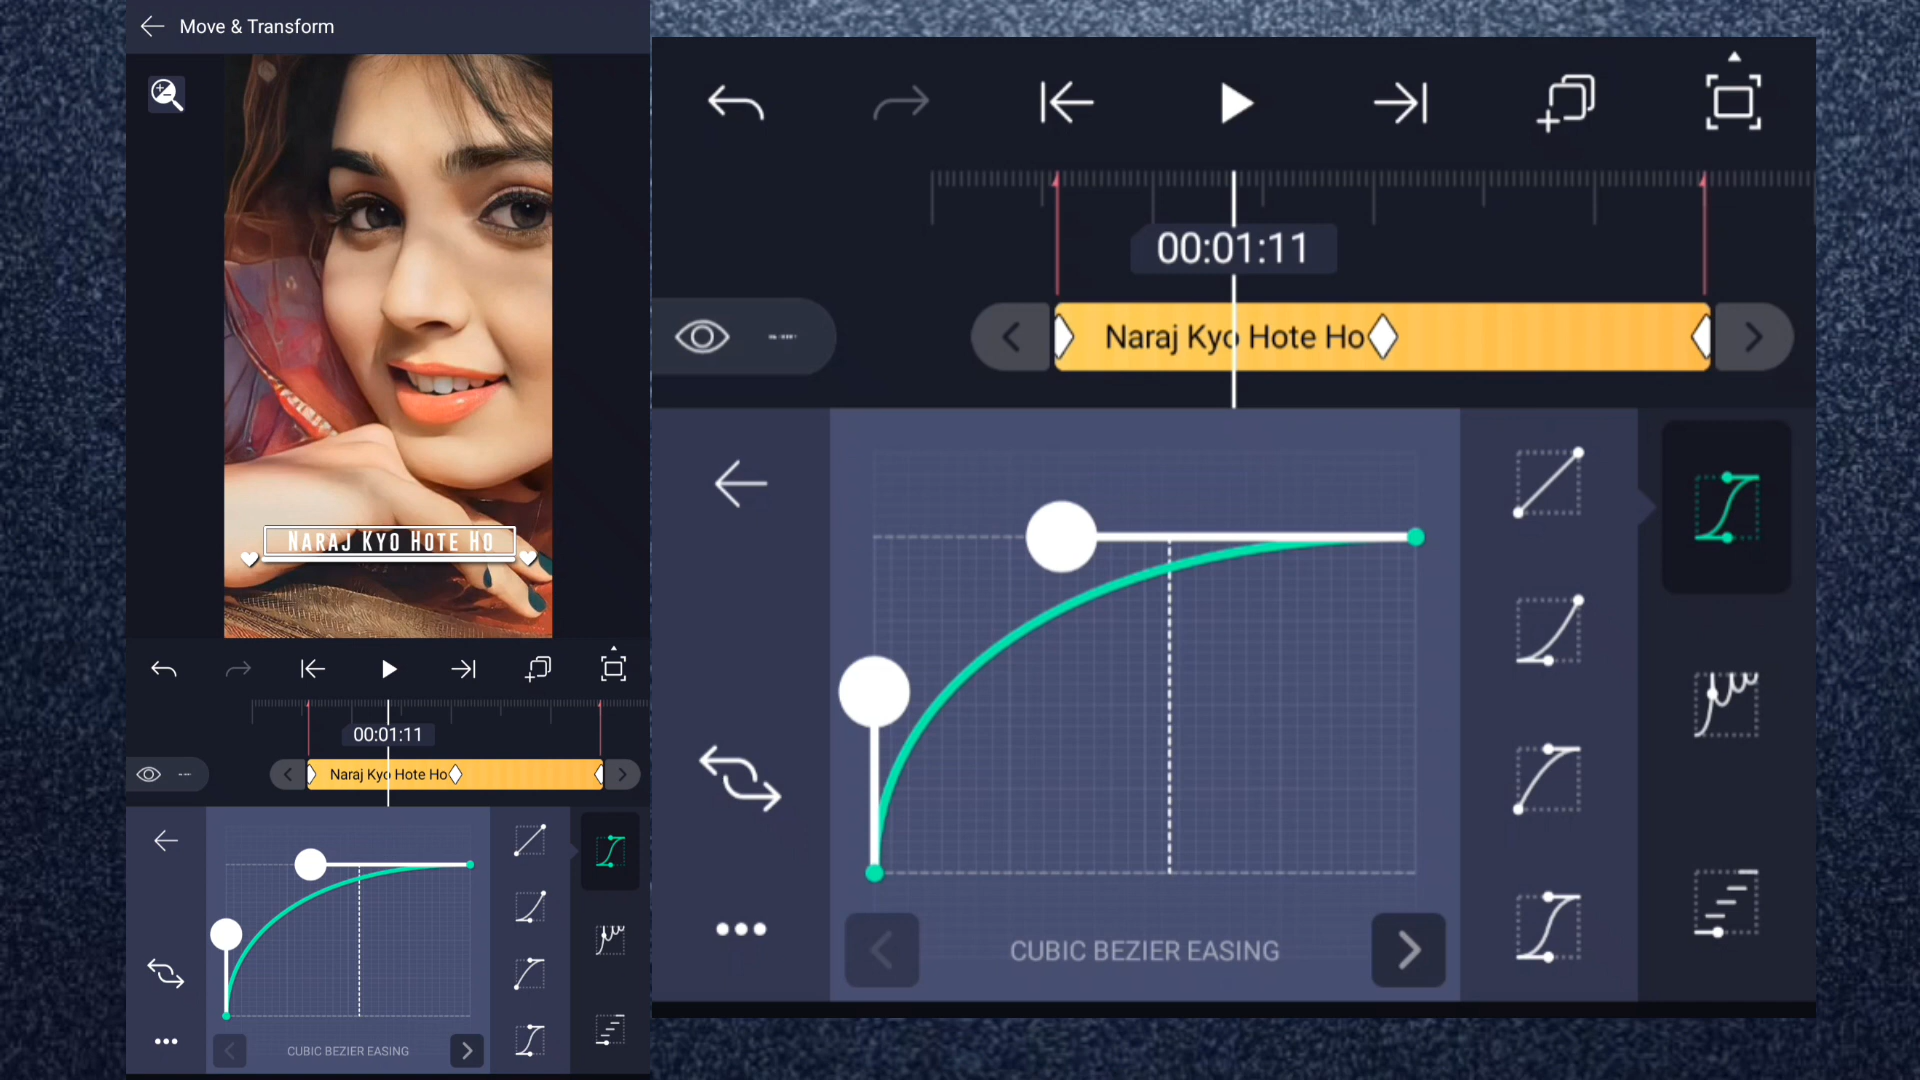 Move & Transform
NARAJ KYO HOTE HO
00:01:11
Naraj Kyo Hote Ho
CUBIC BEZIER EASING
00:01:11
Naraj Kyo Hote Ho
CUBIC BEZIER EASING